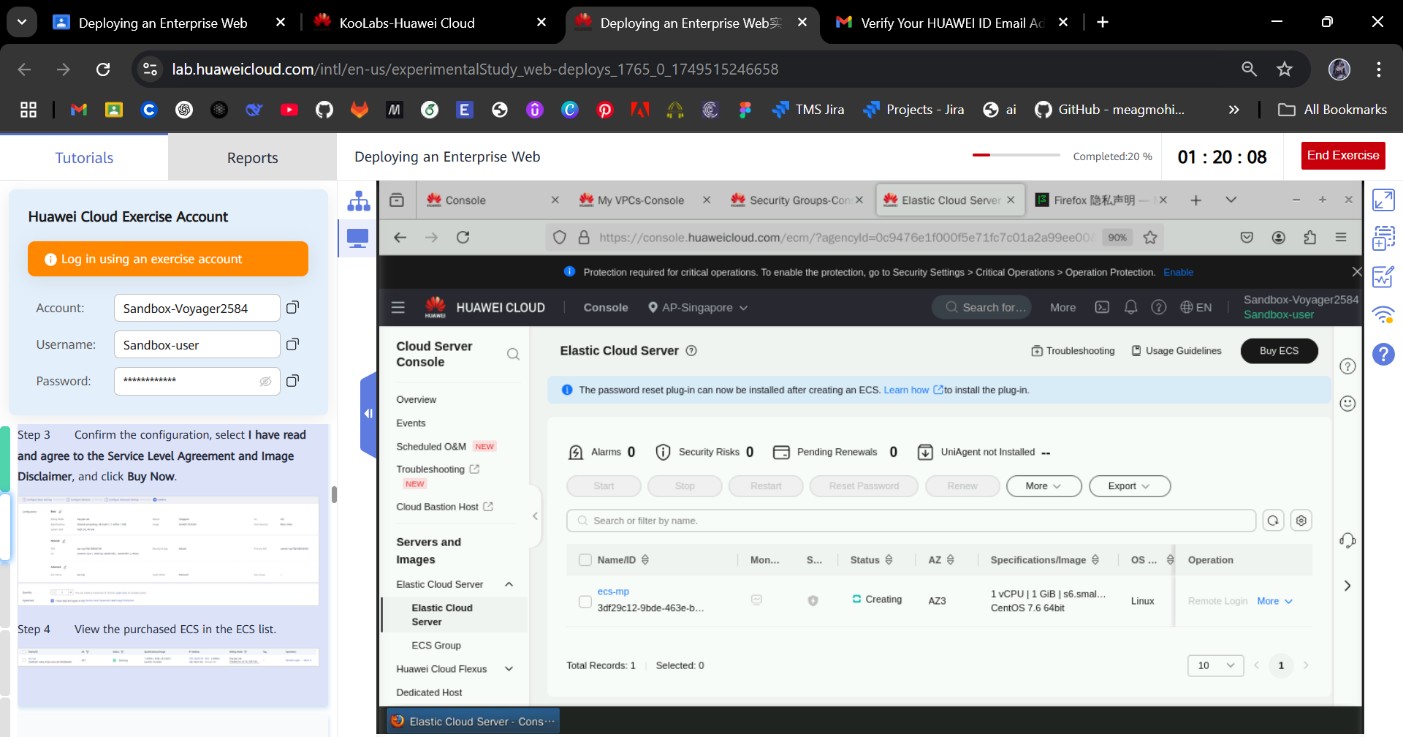 Deploying an Enterprise Web
KooLabs-Huawei Cloud
Deploying an Enterprise Web实
Verify Your HUAWEI ID Email Ad
lab.huaweicloud.com/intl/en-us/experimentalStudy_web-deploys_1765_0_1749515246658
TMS Jira
Projects - Jira
ai
GitHub - meagmohi...
All Bookmarks
Tutorials
Reports
Deploying an Enterprise Web
Completed:20 %
01 : 20 : 08
End Exercise
Huawei Cloud Exercise Account
Log in using an exercise account
Account:
Sandbox-Voyager2584
Username:
Sandbox-user
Password:
************
Step 3 Confirm the configuration, select I have read
and agree to the Service Level Agreement and Image
Disclaimer, and click Buy Now.
Step 4 View the purchased ECS in the ECS list.
Console
My VPCs-Console
Security Groups-Con
Elastic Cloud Server
Firefox 隐私声明 —
https://console.huaweicloud.com/ecm/?agencyId=0c9476e1f000f5e71fc7c01a2a99ee00
90%
Protection required for critical operations. To enable the protection, go to Security Settings > Critical Operations > Operation Protection. Enable
HUAWEI
HUAWEI CLOUD
Console
AP-Singapore
Search for...
More
EN
Sandbox-Voyager2584
Sandbox-user
Cloud Server
Console
Overview
Events
Scheduled O&M NEW
Troubleshooting
NEW
Cloud Bastion Host
Servers and
Images
Elastic Cloud Server
Elastic Cloud
Server
ECS Group
Huawei Cloud Flexus
Dedicated Host
Elastic Cloud Server
Troubleshooting
Usage Guidelines
Buy ECS
The password reset plug-in can now be installed after creating an ECS. Learn how to install the plug-in.
Alarms 0
Security Risks 0
Pending Renewals 0
UniAgent not Installed --
Start
Stop
Restart
Reset Password
Renew
More
Export
Search or filter by name.
Name/ID
Mon...
S...
Status
AZ
Specifications/Image
OS ...
Operation
ecs-mp
3df29c12-9bde-463e-b...
Creating
AZ3
1 vCPU | 1 GiB | s6.smal...
CentOS 7.6 64bit
Linux
Remote Login
More
Total Records: 1
Selected: 0
10
1
Elastic Cloud Server - Cons···